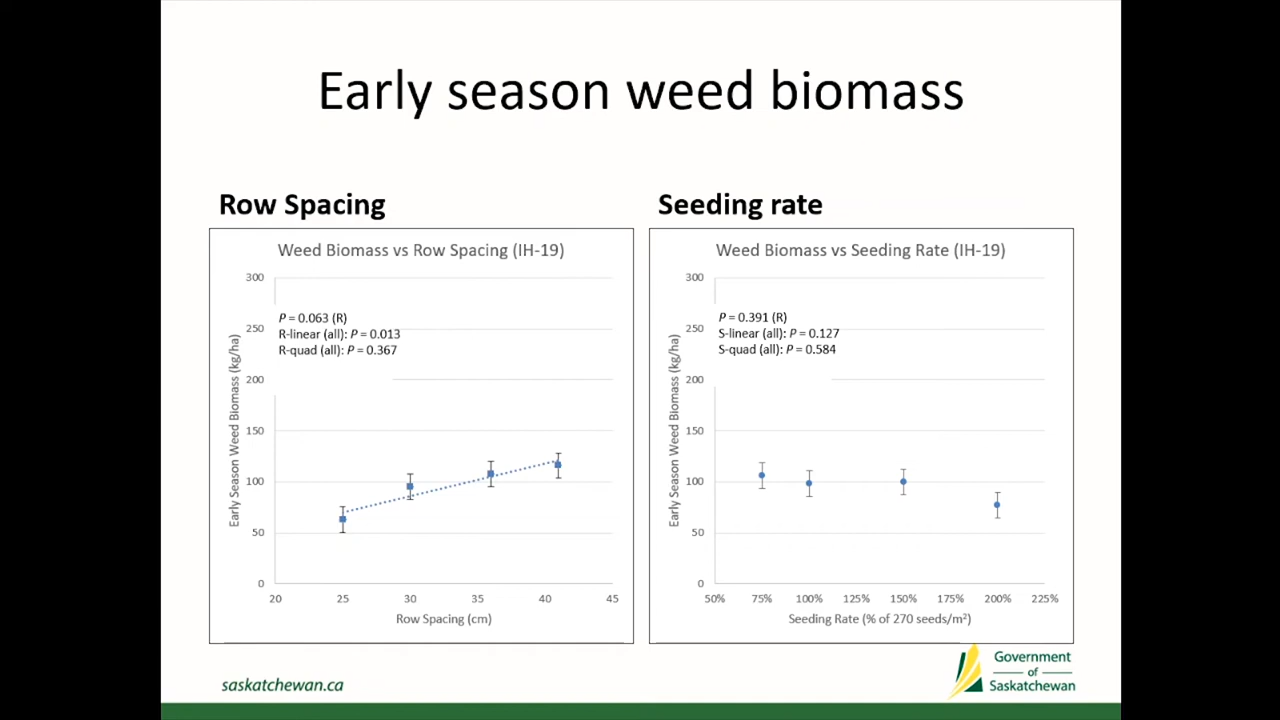 Early season weed biomass
Row Spacing
Weed Biomass vs Row Spacing (IH-19)
300
250
200
150
100
50
0
P = 0.063 (R)
R-linear (all): P = 0.013
R-quad (all): P = 0.367
Early Season Weed Biomass (kg/ha)
20 25 30 35 40 45
Row Spacing (cm)
Seeding rate
Weed Biomass vs Seeding Rate (IH-19)
300
250
200
150
100
50
0
P = 0.391 (R)
S-linear (all): P = 0.127
S-quad (all): P = 0.584
Early Season Weed Biomass (kg/ha)
50% 75% 100% 125% 150% 175% 200% 225%
Seeding Rate (% of 270 seeds/m²)
saskatchewan.ca
Government
of
Saskatchewan